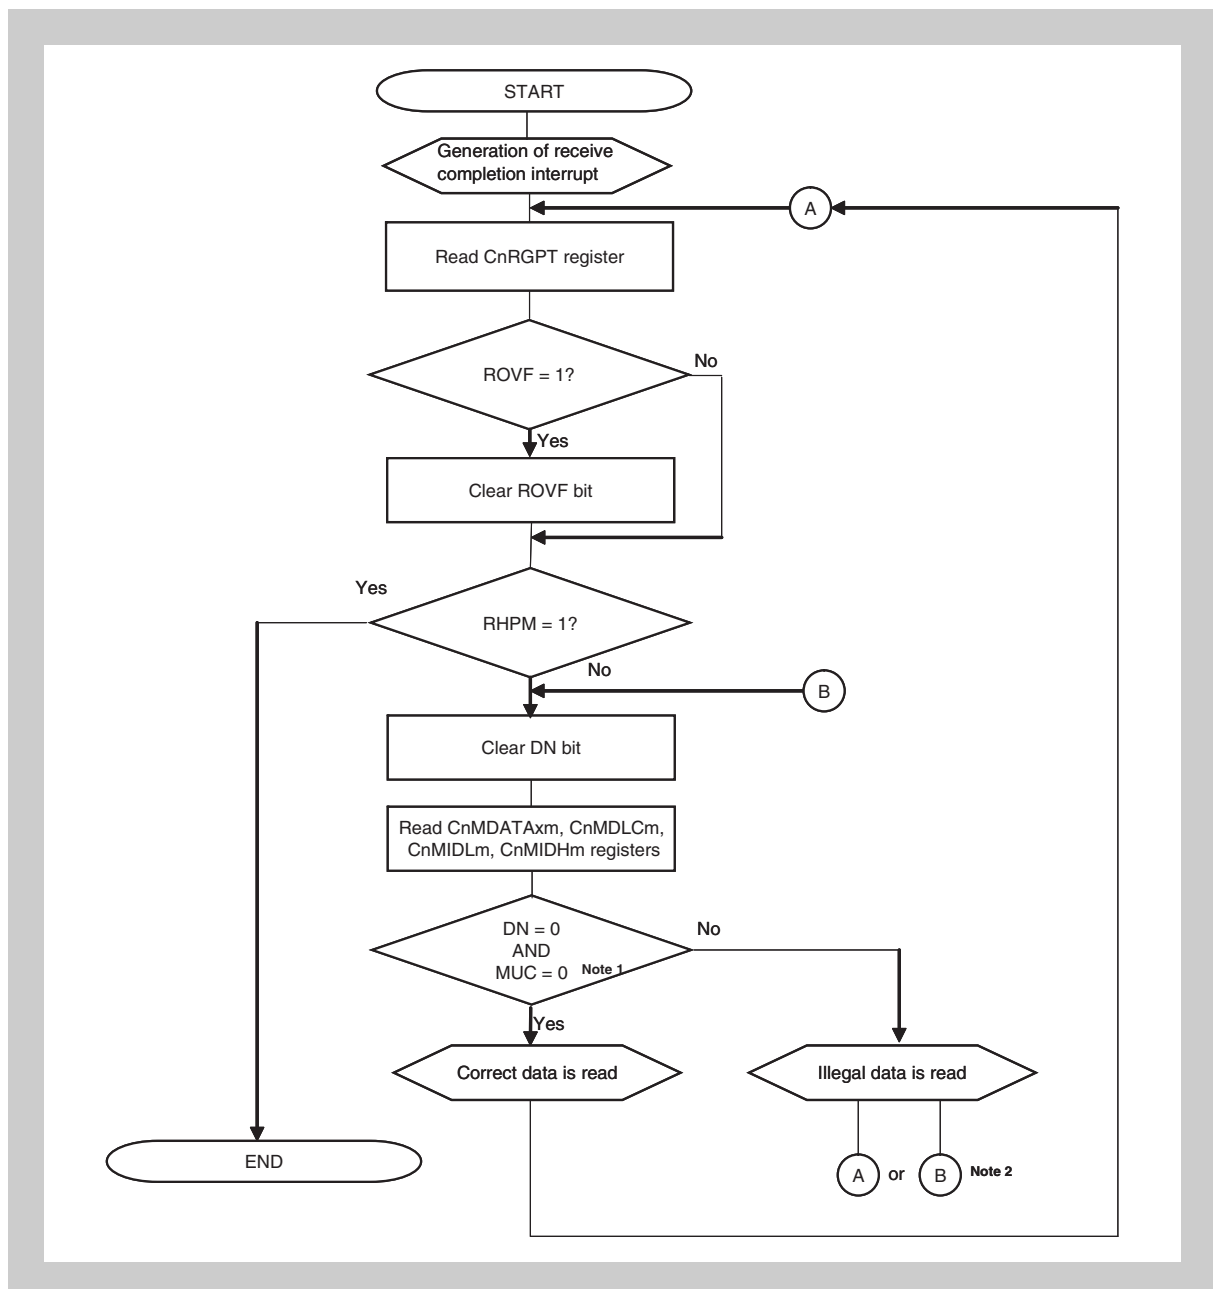 START
Generation of receive
completion interrupt
A
Read CnRGPT register
ROVF = 1?
No
Yes
Clear ROVF bit
Yes
RHPM = 1?
No
B
Clear DN bit
Read CnMDATAxm, CnMDLCm,
CnMIDLm, CnMIDHm registers
DN = 0
AND
MUC = 0 Note 1
No
Yes
Correct data is read
Illegal data is read
END
A or B Note 2